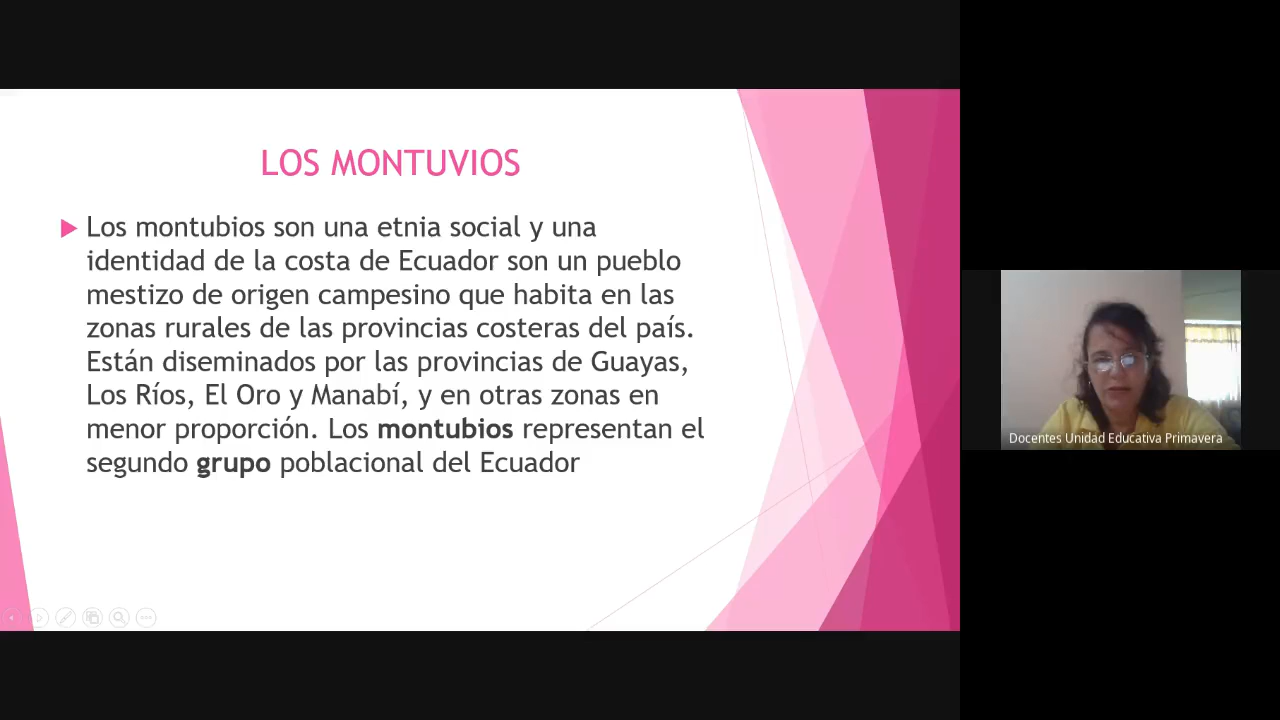 LOS MONTUVIOS
Los montubios son una etnia social y una
identidad de la costa de Ecuador son un pueblo
mestizo de origen campesino que habita en las
zonas rurales de las provincias costeras del país.
Están diseminados por las provincias de Guayas,
Los Ríos, El Oro y Manabí, y en otras zonas en
menor proporción. Los montubios representan el
segundo grupo poblacional del Ecuador
Docentes Unidad Educativa Primavera